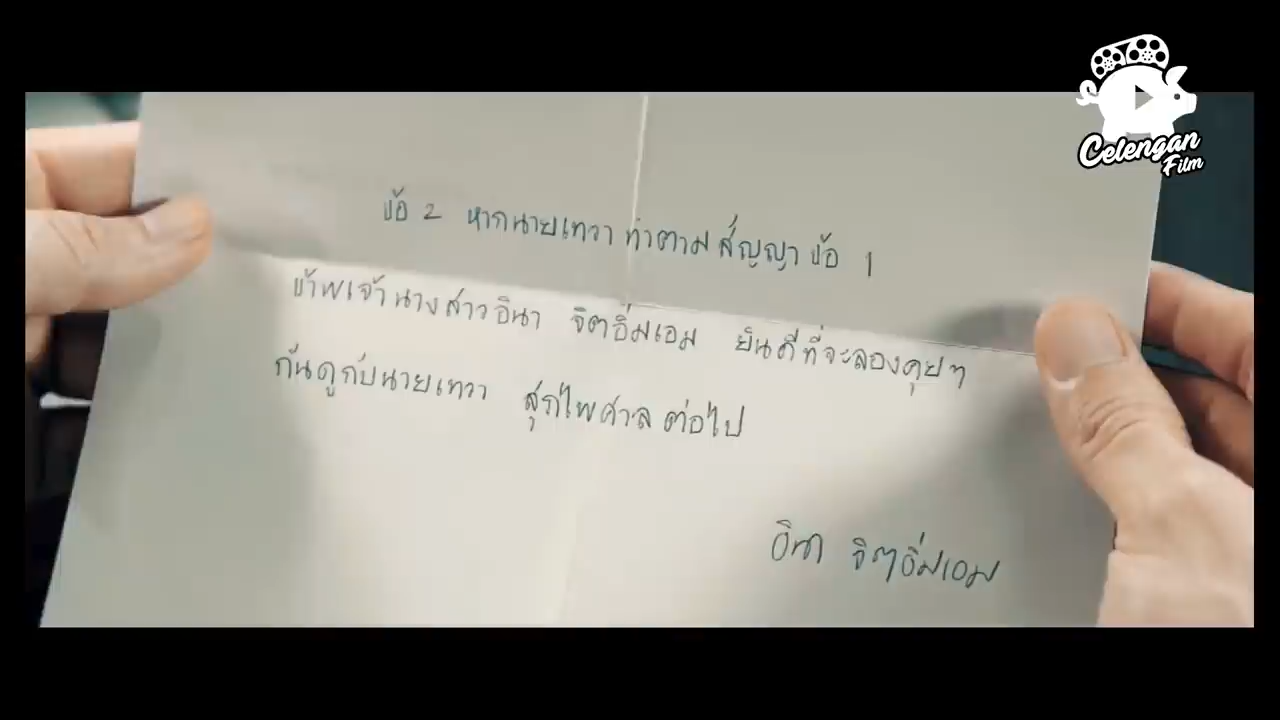 Celengan
Film
ข้อ 2 หากนายเทวา ทำตามสัญญา ข้อ 1
ข้าพเจ้านางสาวอินา จิตอิ่มเอม ยินดีที่จะลองคุยๆ
กันดูกับนายเทวา สุขไพศาล ต่อไป
อินา จิตอิ่มเอม